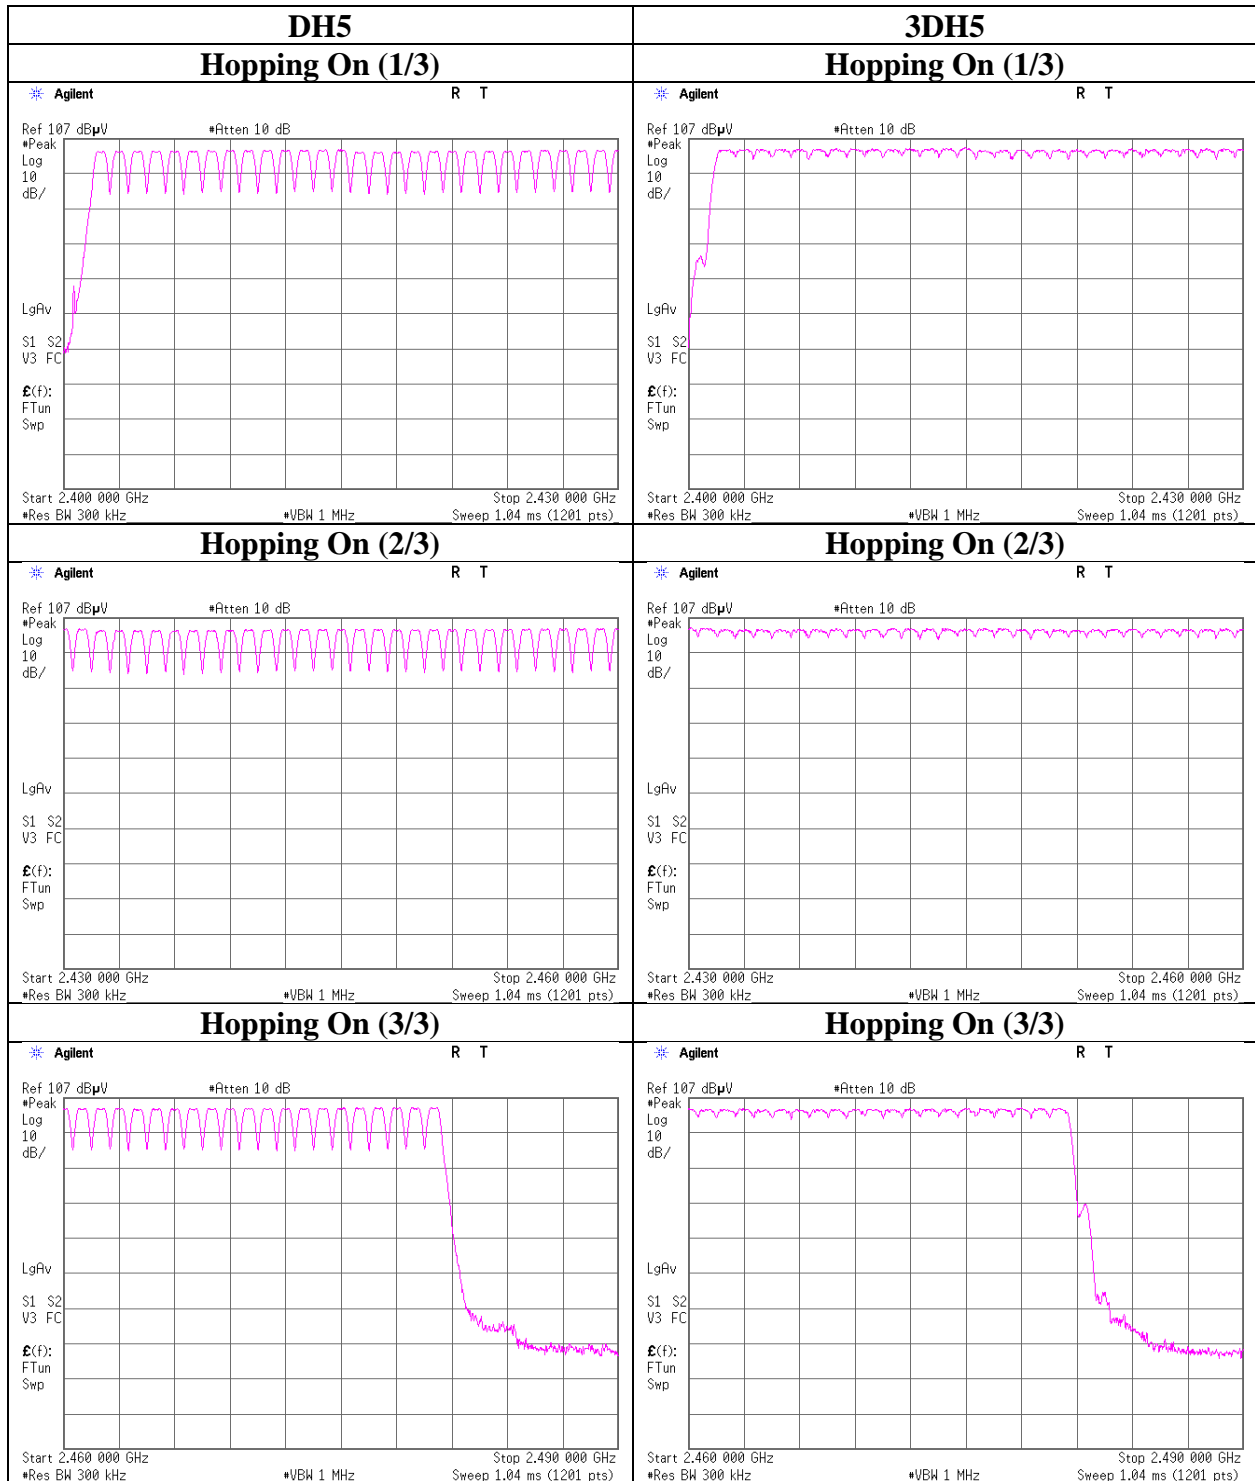 DH5 3DH5
Hopping On (1/3) Hopping On (1/3)
Agilent R T
Ref 107 dBµV #Atten 10 dB
#Peak
Log
10
dB/
LgAv
S1 S2
V3 FC
£(f):
FTun
Swp
Start 2.400 000 GHz Stop 2.430 000 GHz
#Res BW 300 kHz #VBW 1 MHz Sweep 1.04 ms (1201 pts)
Agilent R T
Ref 107 dBµV #Atten 10 dB
#Peak
Log
10
dB/
LgAv
S1 S2
V3 FC
£(f):
FTun
Swp
Start 2.400 000 GHz Stop 2.430 000 GHz
#Res BW 300 kHz #VBW 1 MHz Sweep 1.04 ms (1201 pts)
Hopping On (2/3) Hopping On (2/3)
Agilent R T
Ref 107 dBµV #Atten 10 dB
#Peak
Log
10
dB/
LgAv
S1 S2
V3 FC
£(f):
FTun
Swp
Start 2.430 000 GHz Stop 2.460 000 GHz
#Res BW 300 kHz #VBW 1 MHz Sweep 1.04 ms (1201 pts)
Agilent R T
Ref 107 dBµV #Atten 10 dB
#Peak
Log
10
dB/
LgAv
S1 S2
V3 FC
£(f):
FTun
Swp
Start 2.430 000 GHz Stop 2.460 000 GHz
#Res BW 300 kHz #VBW 1 MHz Sweep 1.04 ms (1201 pts)
Hopping On (3/3) Hopping On (3/3)
Agilent R T
Ref 107 dBµV #Atten 10 dB
#Peak
Log
10
dB/
LgAv
S1 S2
V3 FC
£(f):
FTun
Swp
Start 2.460 000 GHz Stop 2.490 000 GHz
#Res BW 300 kHz #VBW 1 MHz Sweep 1.04 ms (1201 pts)
Agilent R T
Ref 107 dBµV #Atten 10 dB
#Peak
Log
10
dB/
LgAv
S1 S2
V3 FC
£(f):
FTun
Swp
Start 2.460 000 GHz Stop 2.490 000 GHz
#Res BW 300 kHz #VBW 1 MHz Sweep 1.04 ms (1201 pts)